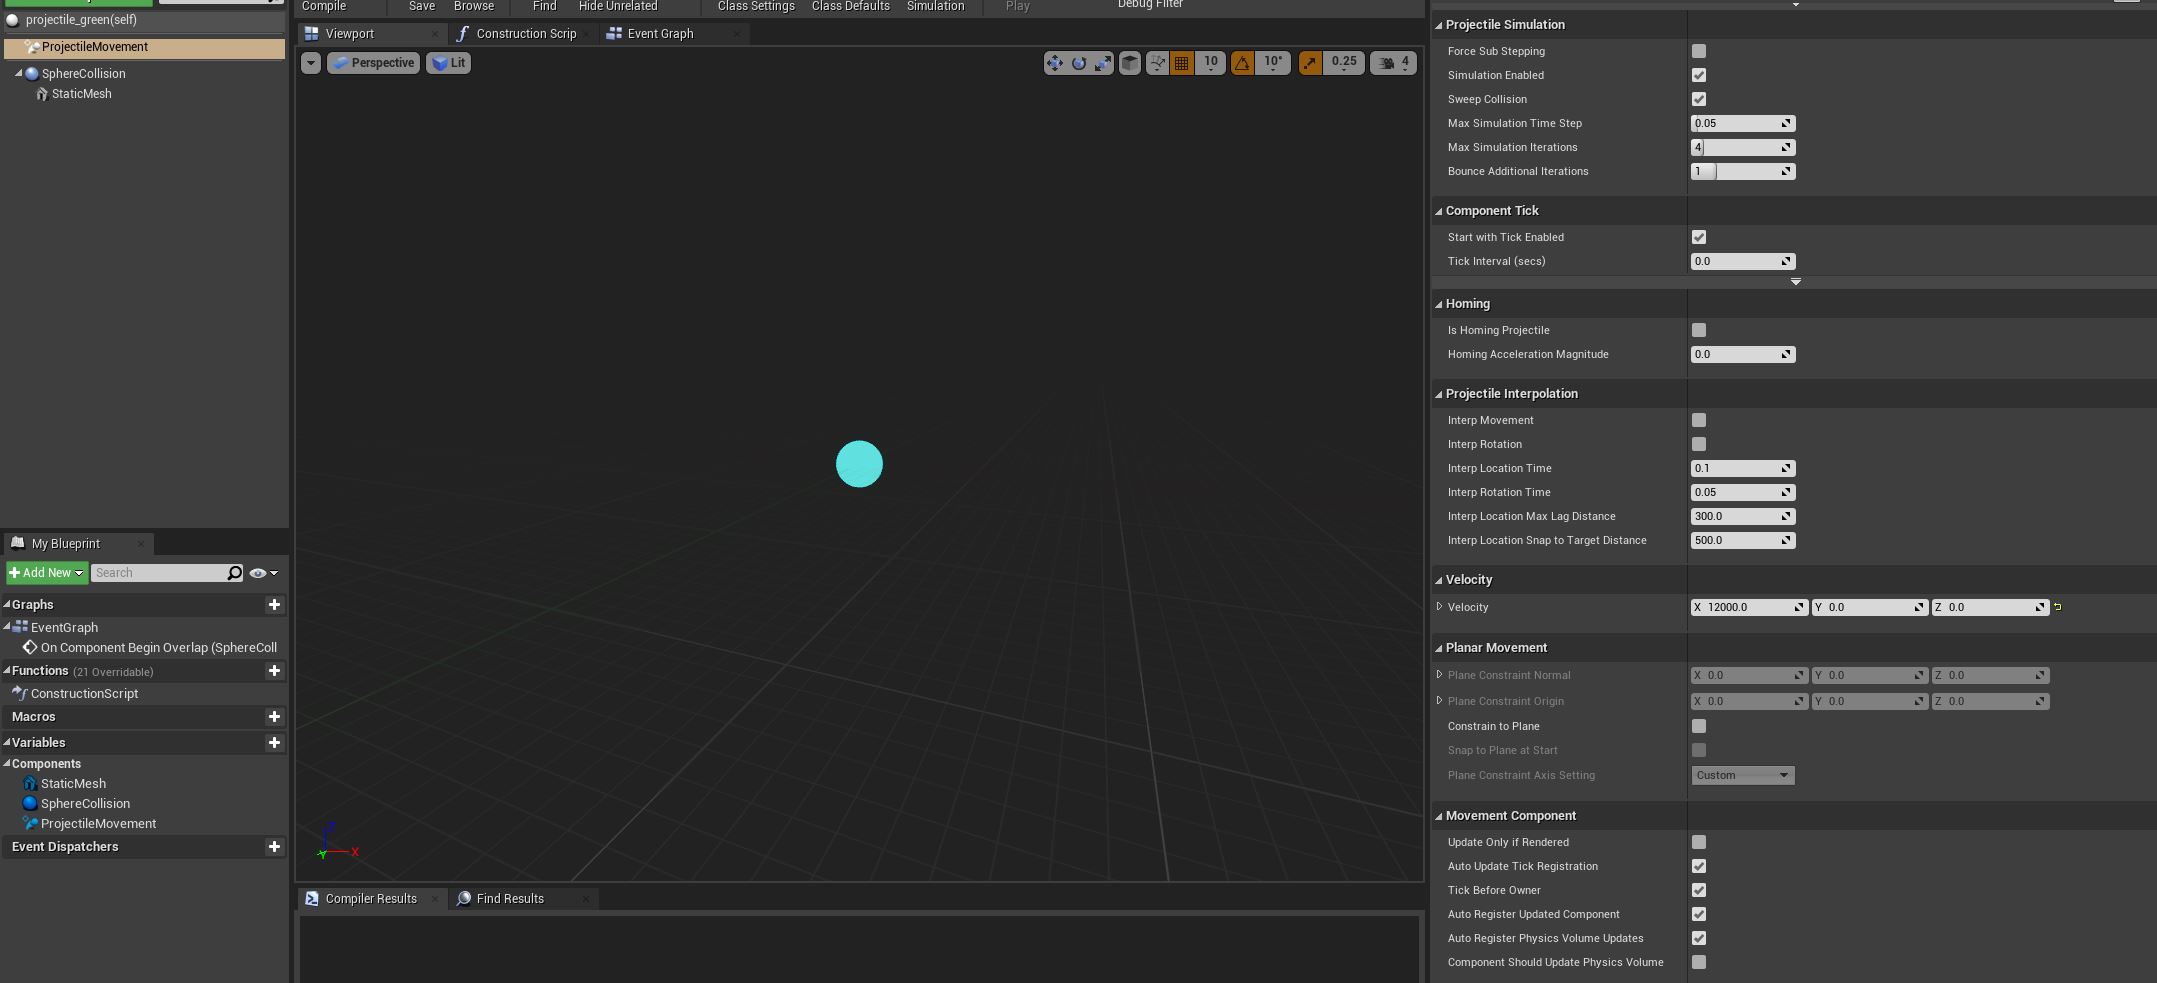 Compile
Save
Browse
Find
Hide Unrelated
Class Settings
Class Defaults
Simulation
Play
Debug Filter
projectile_green(self)
ProjectileMovement
SphereCollision
StaticMesh
Viewport
Construction Scrip
Event Graph
Perspective
Lit
10
10°
0.25
4
Z
X
Y
My Blueprint
Add New
Search
Graphs
EventGraph
On Component Begin Overlap (SphereColl
Functions (21 Overridable)
ConstructionScript
Macros
Variables
Components
StaticMesh
SphereCollision
ProjectileMovement
Event Dispatchers
Compiler Results
Find Results
Projectile Simulation
Force Sub Stepping
Simulation Enabled
Sweep Collision
Max Simulation Time Step 0.05
Max Simulation Iterations 4
Bounce Additional Iterations 1
Component Tick
Start with Tick Enabled
Tick Interval (secs) 0.0
Homing
Is Homing Projectile
Homing Acceleration Magnitude 0.0
Projectile Interpolation
Interp Movement
Interp Rotation
Interp Location Time 0.1
Interp Rotation Time 0.05
Interp Location Max Lag Distance 300.0
Interp Location Snap to Target Distance 500.0
Velocity
Velocity X 12000.0 Y 0.0 Z 0.0
Planar Movement
Plane Constraint Normal X 0.0 Y 0.0 Z 0.0
Plane Constraint Origin X 0.0 Y 0.0 Z 0.0
Constrain to Plane
Snap to Plane at Start
Plane Constraint Axis Setting Custom
Movement Component
Update Only if Rendered
Auto Update Tick Registration
Tick Before Owner
Auto Register Updated Component
Auto Register Physics Volume Updates
Component Should Update Physics Volume